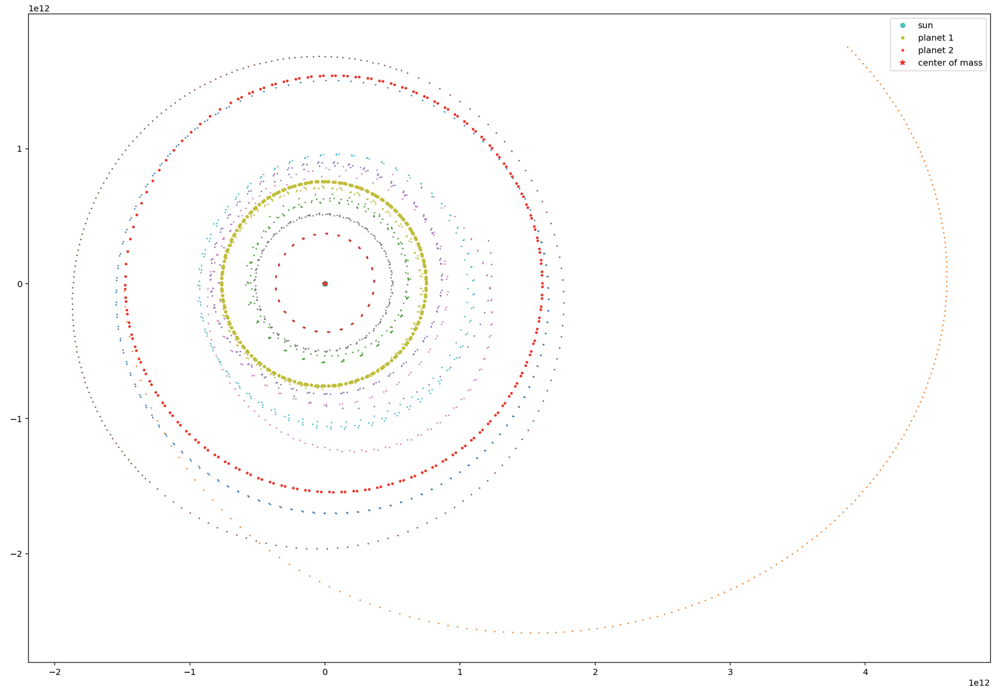 1e12
sun
planet 1
planet 2
center of mass
1
0
−1
−2
−2 −1 0 1 2 3 4
1e12